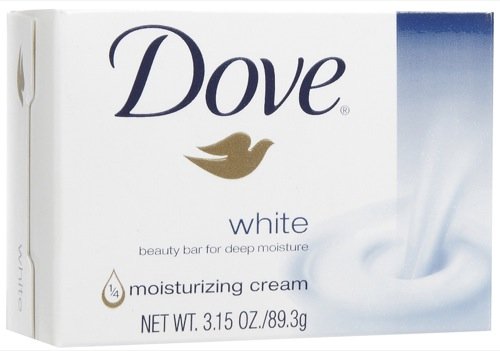 Dove®
white
beauty bar for deep moisture
1/4 moisturizing cream
NET WT. 3.15 OZ./89.3g
white